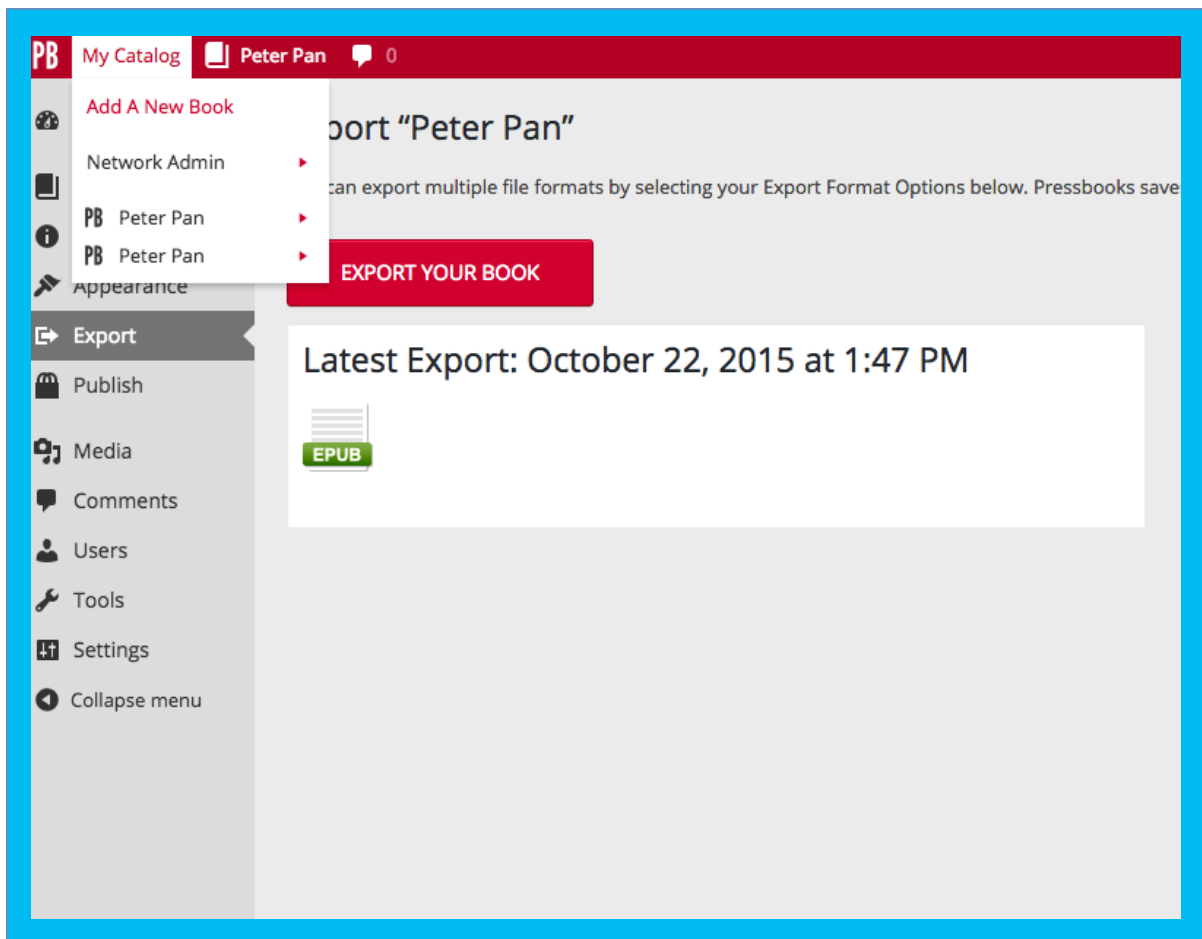 PB My Catalog Peter Pan 0
Add A New Book
Network Admin
PB Peter Pan
PB Peter Pan
port “Peter Pan”
can export multiple file formats by selecting your Export Format Options below. Pressbooks save
EXPORT YOUR BOOK
Appearance
Export
Publish
Media
Comments
Users
Tools
Settings
Collapse menu
Latest Export: October 22, 2015 at 1:47 PM
EPUB